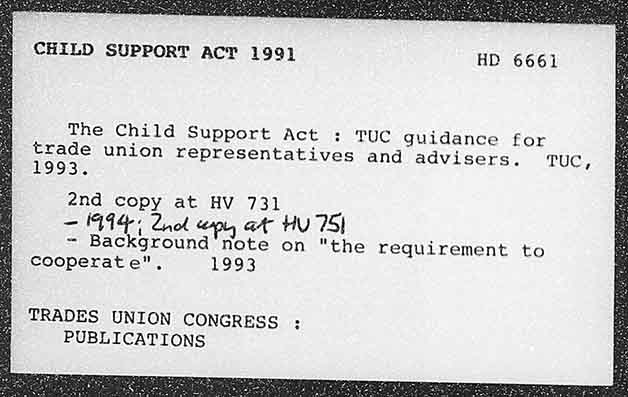 CHILD SUPPORT ACT 1991
HD 6661
The Child Support Act : TUC guidance for
trade union representatives and advisers. TUC,
1993.
2nd copy at HV 731
- 1994; 2nd copy at HV 751
- Background note on "the requirement to
cooperate". 1993
TRADES UNION CONGRESS :
PUBLICATIONS